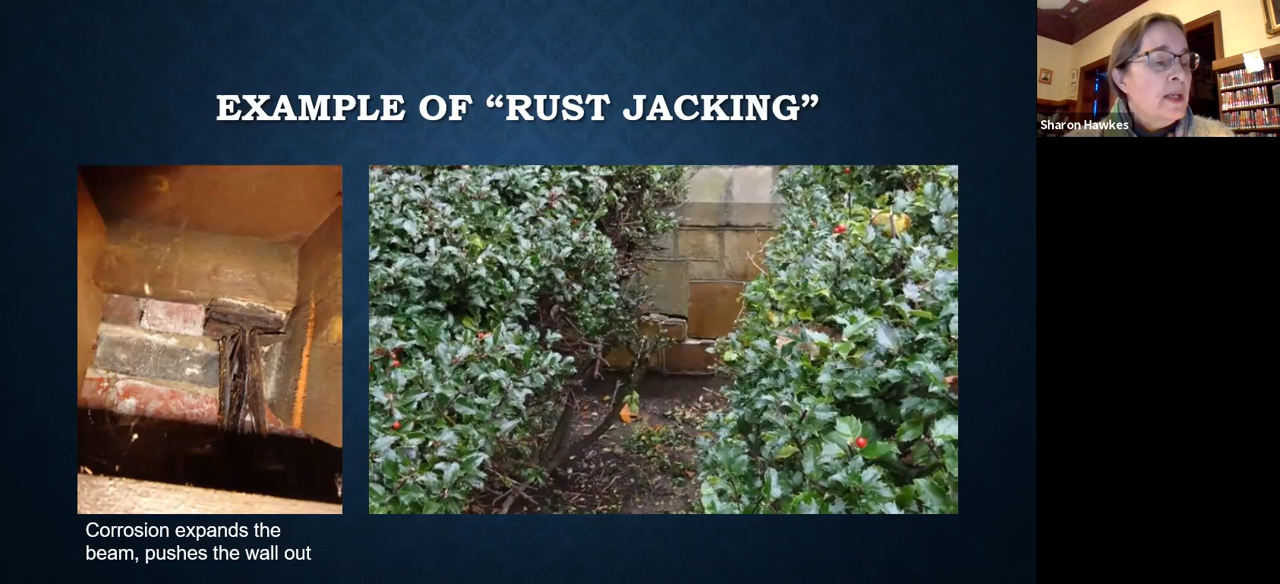 EXAMPLE OF “RUST JACKING”
Sharon Hawkes
Corrosion expands the
beam, pushes the wall out